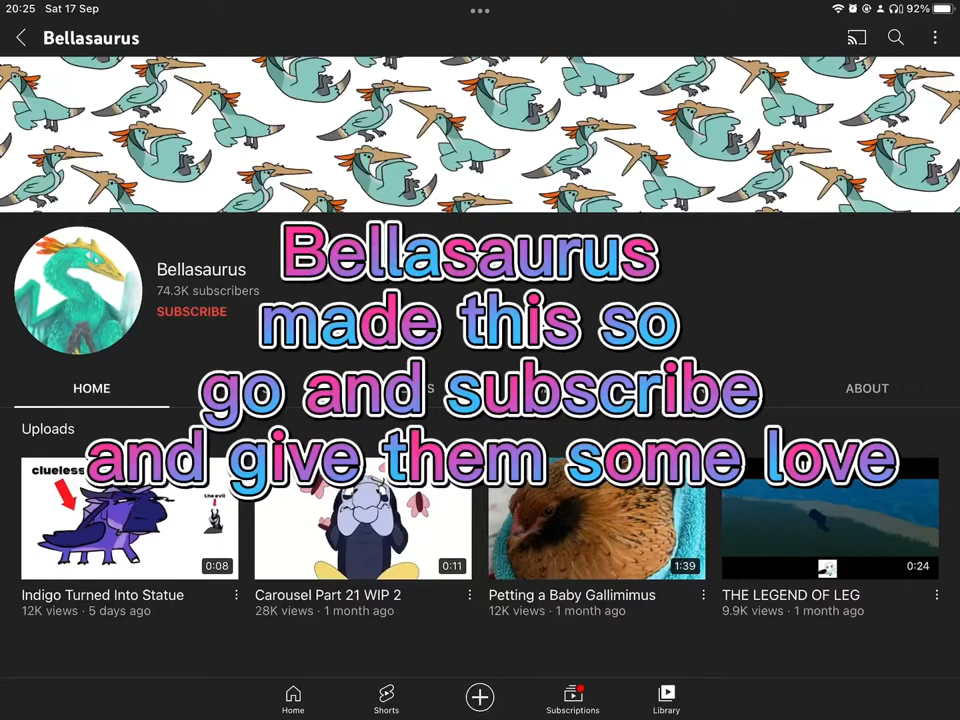 20:25 Sat 17 Sep
92%
Bellasaurus
Bellasaurus
74.3K subscribers
SUBSCRIBE
Bellasaurus
made this so
go and subscribe
and give them some love
HOME
ABOUT
Uploads
clueless
the evil
0:08
0:11
1:39
0:24
Indigo Turned Into Statue
12K views · 5 days ago
Carousel Part 21 WIP 2
28K views · 1 month ago
Petting a Baby Gallimimus
12K views · 1 month ago
THE LEGEND OF LEG
9.9K views · 1 month ago
Home
Shorts
Subscriptions
Library